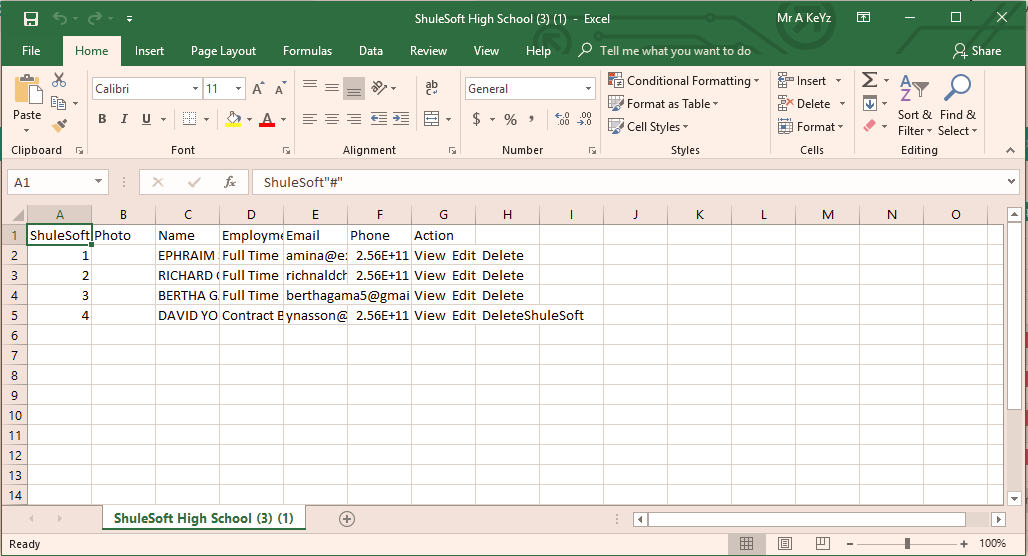 ShuleSoft High School (3) (1) - Excel
Mr A KeYz
File Home Insert Page Layout Formulas Data Review View Help Tell me what you want to do Share
Paste
Calibri 11
B I U A
ab
General
$ % ,
Conditional Formatting
Format as Table
Cell Styles
Insert
Delete
Format
Sort & Filter
Find & Select
Clipboard Font Alignment Number Styles Cells Editing
A1 fx ShuleSoft"#"
A B C D E F G H I J K L M N O
1 ShuleSoft Photo Name Employme Email Phone Action
2 1 EPHRAIM Full Time amina@e 2.56E+11 View Edit Delete
3 2 RICHARD Full Time richnaldch 2.56E+11 View Edit Delete
4 3 BERTHA G Full Time berthagama5@gmai View Edit Delete
5 4 DAVID YO Contract B ynasson@ 2.56E+11 View Edit DeleteShuleSoft
6
7
8
9
10
11
12
13
14
ShuleSoft High School (3) (1)
Ready 100%